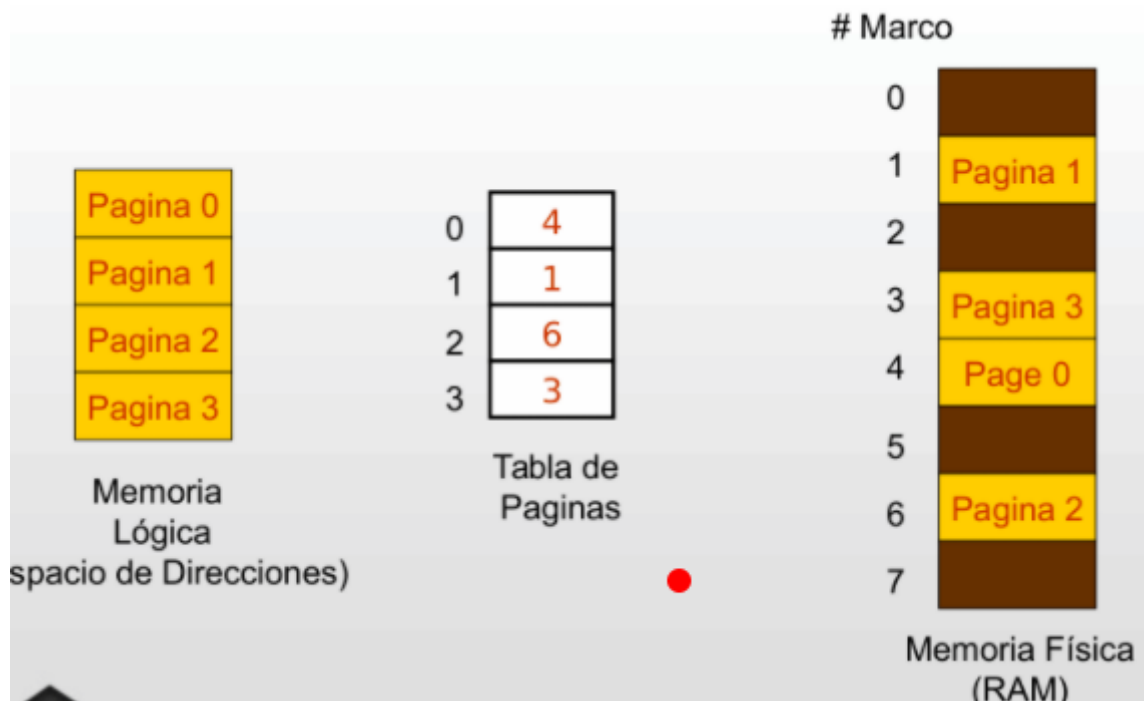 # Marco
Pagina 0
Pagina 1
Pagina 2
Pagina 3
Memoria
Lógica
spacio de Direcciones)
0 4
1 1
2 6
3 3
Tabla de
Paginas
0
1 Pagina 1
2
3 Pagina 3
4 Page 0
5
6 Pagina 2
7
Memoria Física
(RAM)